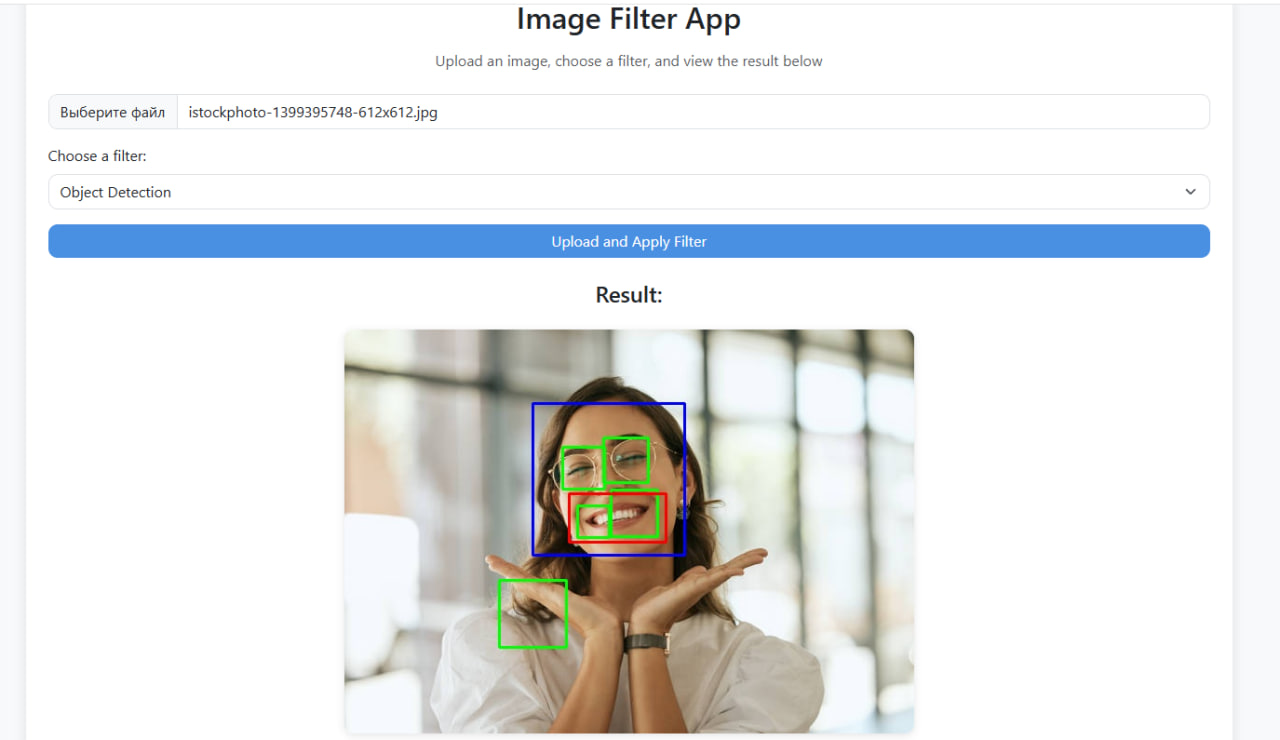 Image Filter App
Upload an image, choose a filter, and view the result below
Выберите файл istockphoto-1399395748-612x612.jpg
Choose a filter:
Object Detection
Upload and Apply Filter
Result: